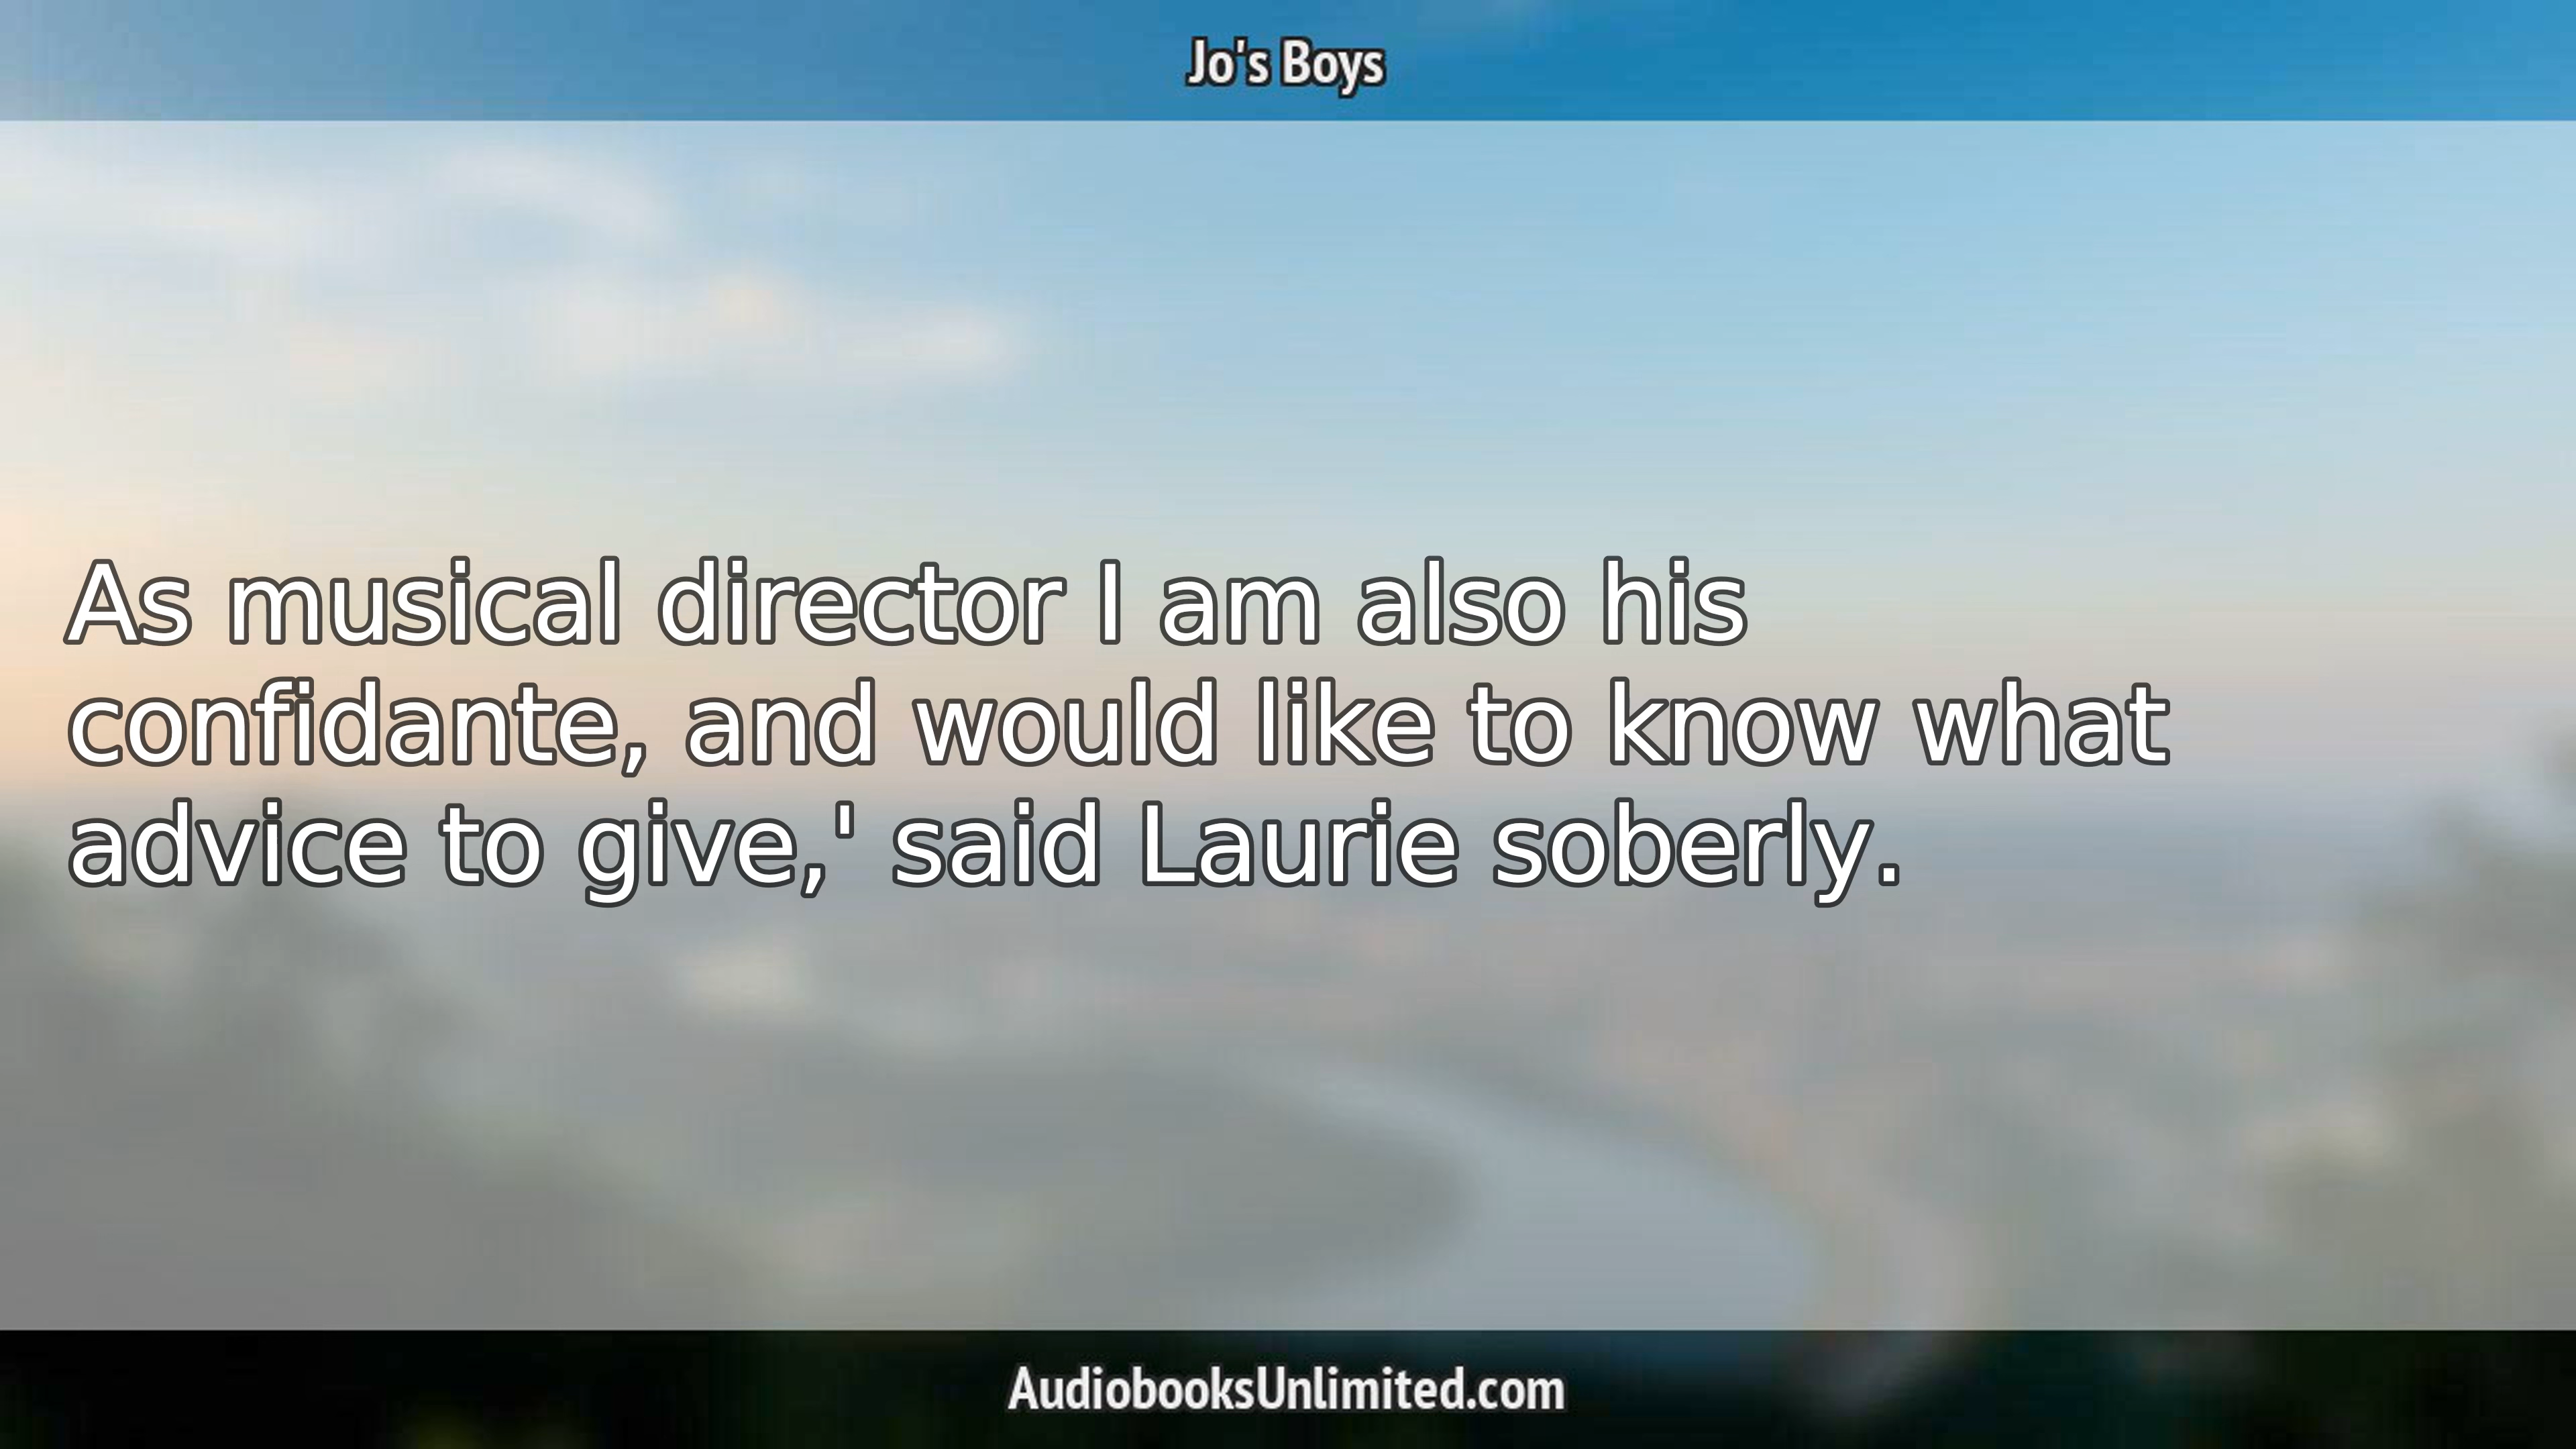 Jo's Boys
As musical director I am also his
confidante, and would like to know what
advice to give,' said Laurie soberly.
AudiobooksUnlimited.com